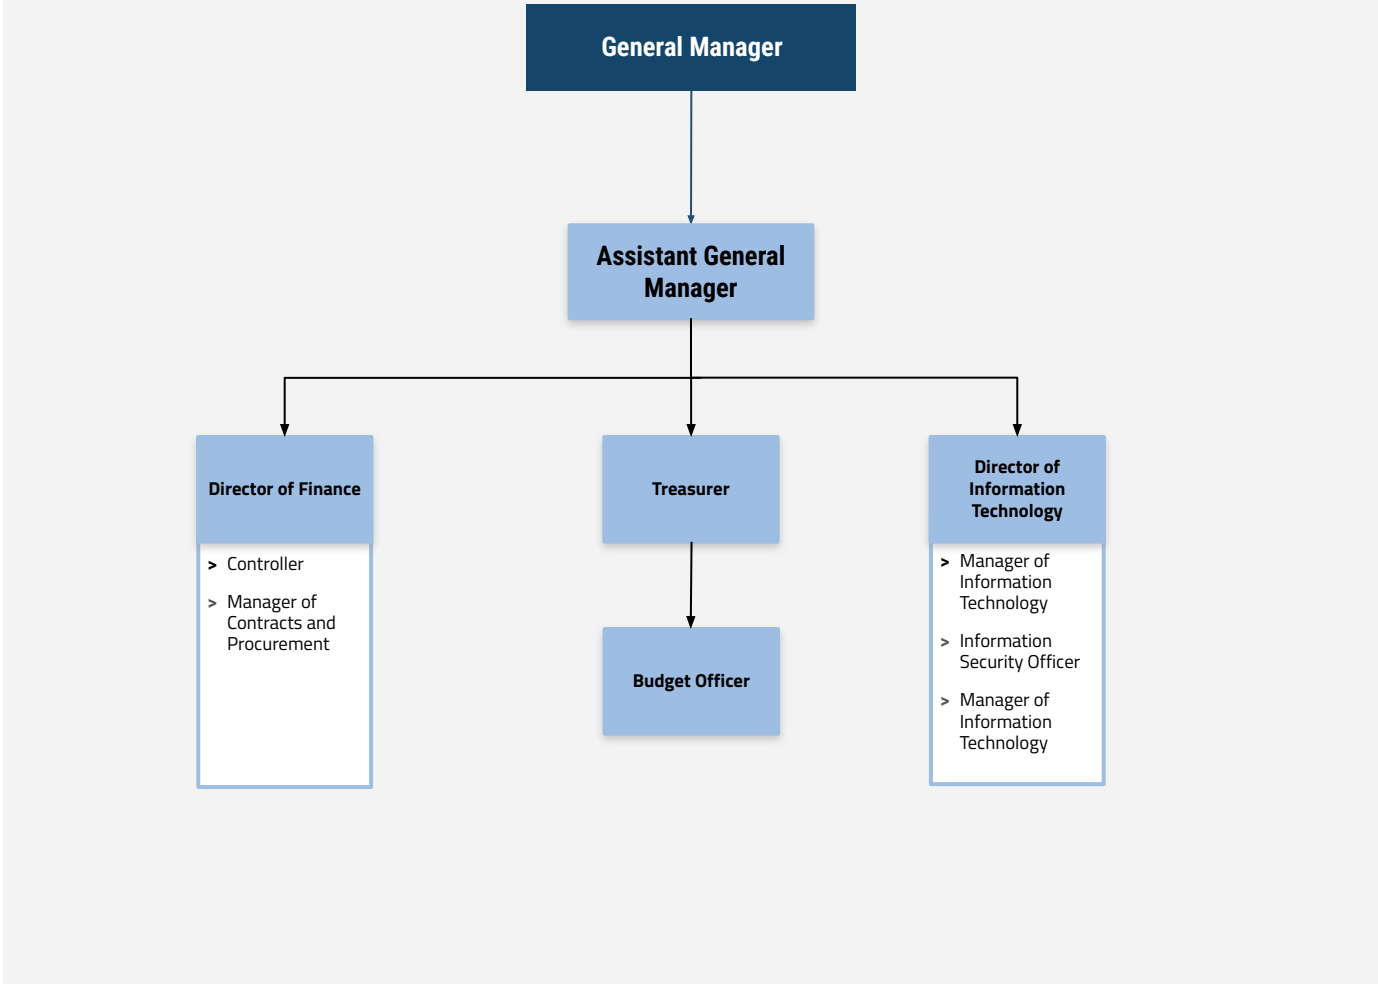 General Manager
Assistant General
Manager
Director of Finance
> Controller
> Manager of
Contracts and
Procurement
Treasurer
Budget Officer
Director of
Information
Technology
> Manager of
Information
Technology
> Information
Security Officer
> Manager of
Information
Technology